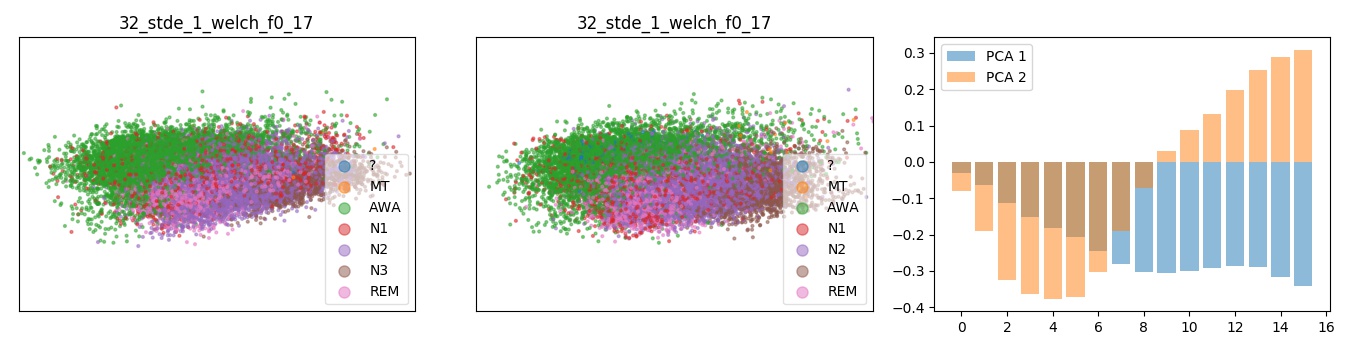 32_stde_1_welch_f0_17
?
MT
AWA
N1
N2
N3
REM
32_stde_1_welch_f0_17
?
MT
AWA
N1
N2
N3
REM
PCA 1
PCA 2
0.3
0.2
0.1
0.0
−0.1
−0.2
−0.3
−0.4
0 2 4 6 8 10 12 14 16